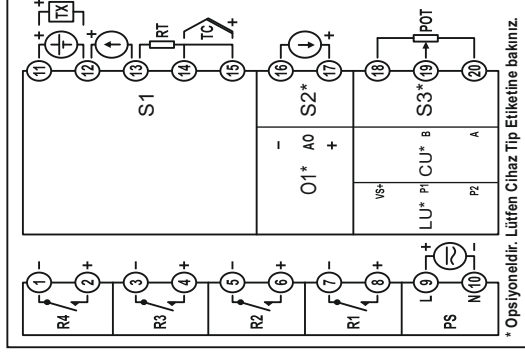 R4
1 −
2 +
R3
3 −
4 +
R2
5 −
6 +
R1
7 −
8 +
PS
L 9 +
N 10 −
S1
11 +
12 +
13
14
15 +
TX
RT
TC
O1*
−
AO
+
S2*
16
17 +
LU*
VS+
P1
P2
CU*
B
A
S3*
18
19
20
POT
* Opsiyoneldir. Lütfen Cihaz Tip Etiketine bakınız.